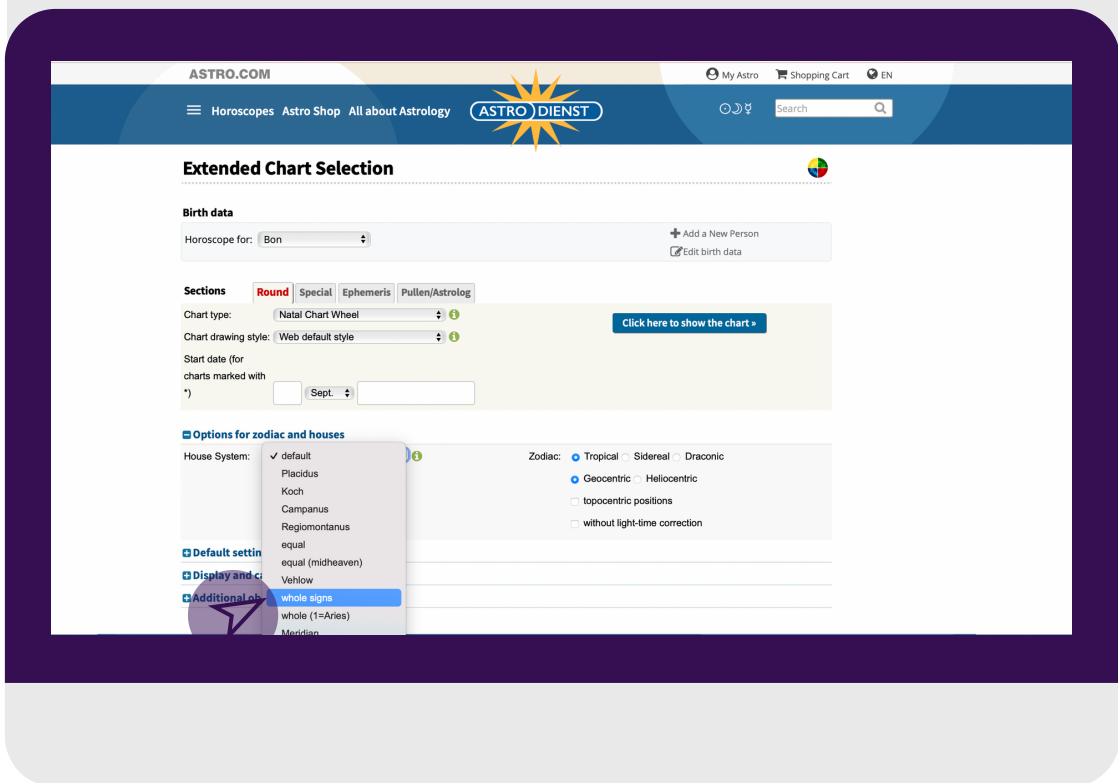 ASTRO.COM
My Astro Shopping Cart EN
Horoscopes Astro Shop All about Astrology ASTRO DIENST Search
Extended Chart Selection
Birth data
Horoscope for: Bon
Add a New Person
Edit birth data
Sections Round Special Ephemeris Pullen/Astrolog
Chart type: Natal Chart Wheel
Click here to show the chart »
Chart drawing style: Web default style
Start date (for
charts marked with
*) Sept.
Options for zodiac and houses
House System: ✓ default
Zodiac: Tropical Sidereal Draconic
Placidus
Geocentric Heliocentric
Koch
topocentric positions
Campanus
without light-time correction
Regiomontanus
equal
Default settin
equal (midheaven)
Display and ca
Vehlow
Additional ob
whole signs
whole (1=Aries)
Meridian